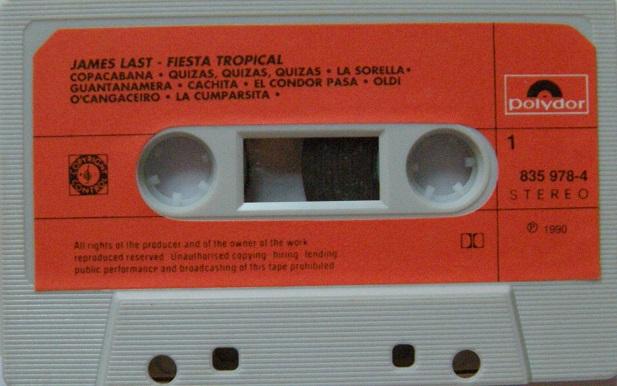 JAMES LAST - FIESTA TROPICAL
COPACABANA • QUIZAS, QUIZAS, QUIZAS • LA SORELLA •
GUANTANAMERA • CACHITA • EL CONDOR PASA • OLDI
O'CANGACEIRO • LA CUMPARSITA •
polydor
1
835 978-4
STEREO
COPYRIGHT CONTROL
℗ 1990
All rights of the producer and of the owner of the work
reproduced reserved. Unauthorised copying. hiring. lending.
public performance and broadcasting of this tape prohibited